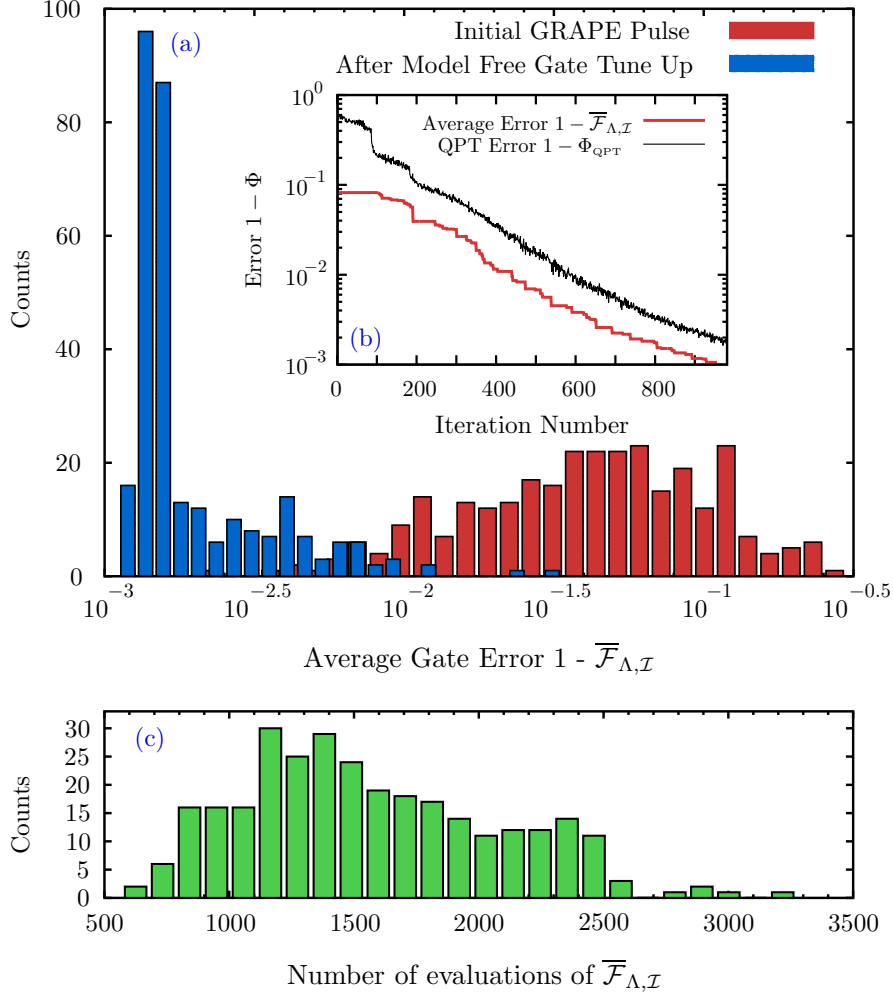 (a)
Initial GRAPE Pulse
After Model Free Gate Tune Up
Counts
100
80
60
40
20
0
10⁻³
10⁻²·⁵
10⁻²
10⁻¹·⁵
10⁻¹
10⁻⁰·⁵
Average Gate Error 1 - F̅_Λ,ℐ
(b)
Average Error 1 − F̅_Λ,ℐ
QPT Error 1 − Φ_QPT
Error 1 − Φ
10⁰
10⁻¹
10⁻²
10⁻³
0 200 400 600 800
Iteration Number
(c)
Counts
30
25
20
15
10
5
0
500 1000 1500 2000 2500 3000 3500
Number of evaluations of F̅_Λ,ℐ